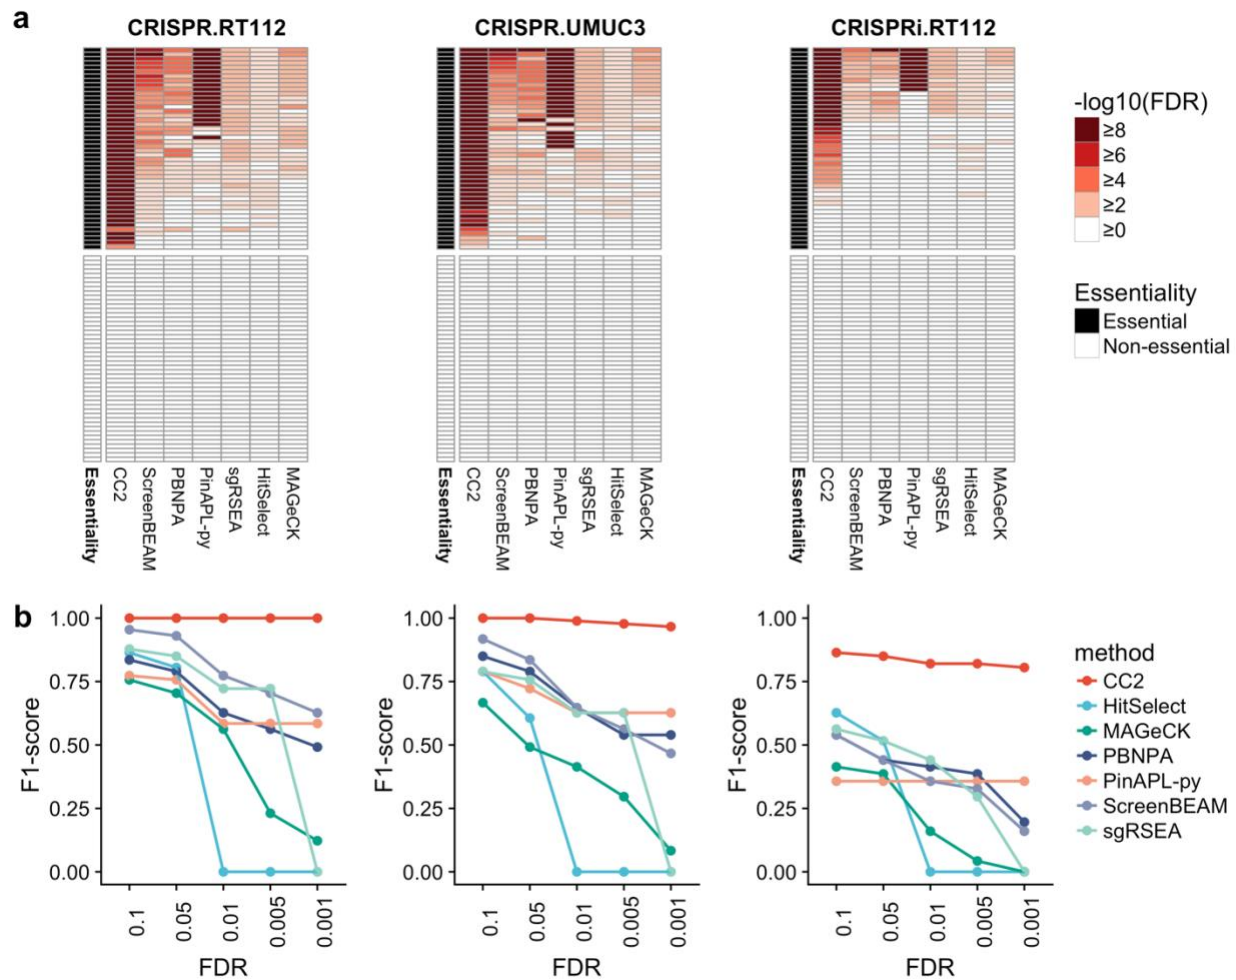 a
CRISPR.RT112
CRISPR.UMUC3
CRISPRi.RT112
-log10(FDR)
≥8
≥6
≥4
≥2
≥0
Essentiality
Essential
Non-essential
Essentiality
CC2
ScreenBEAM
PBNPA
PinAPL-py
sgRSEA
HitSelect
MAGeCK
Essentiality
CC2
ScreenBEAM
PBNPA
PinAPL-py
sgRSEA
HitSelect
MAGeCK
Essentiality
CC2
ScreenBEAM
PBNPA
PinAPL-py
sgRSEA
HitSelect
MAGeCK
b
F1-score
1.00
0.75
0.50
0.25
0.00
0.1
0.05
0.01
0.005
0.001
FDR
F1-score
1.00
0.75
0.50
0.25
0.00
0.1
0.05
0.01
0.005
0.001
FDR
F1-score
1.00
0.75
0.50
0.25
0.00
0.1
0.05
0.01
0.005
0.001
FDR
method
CC2
HitSelect
MAGeCK
PBNPA
PinAPL-py
ScreenBEAM
sgRSEA